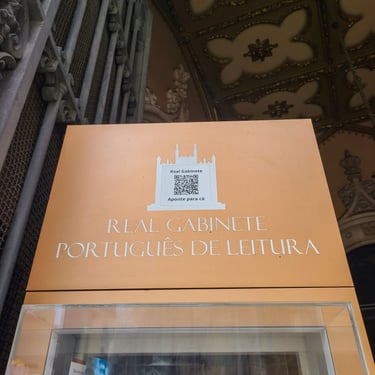 Real Gabinete
Aponte para cá
REAL GABINETE
PORTUGUÊS DE LEITURA